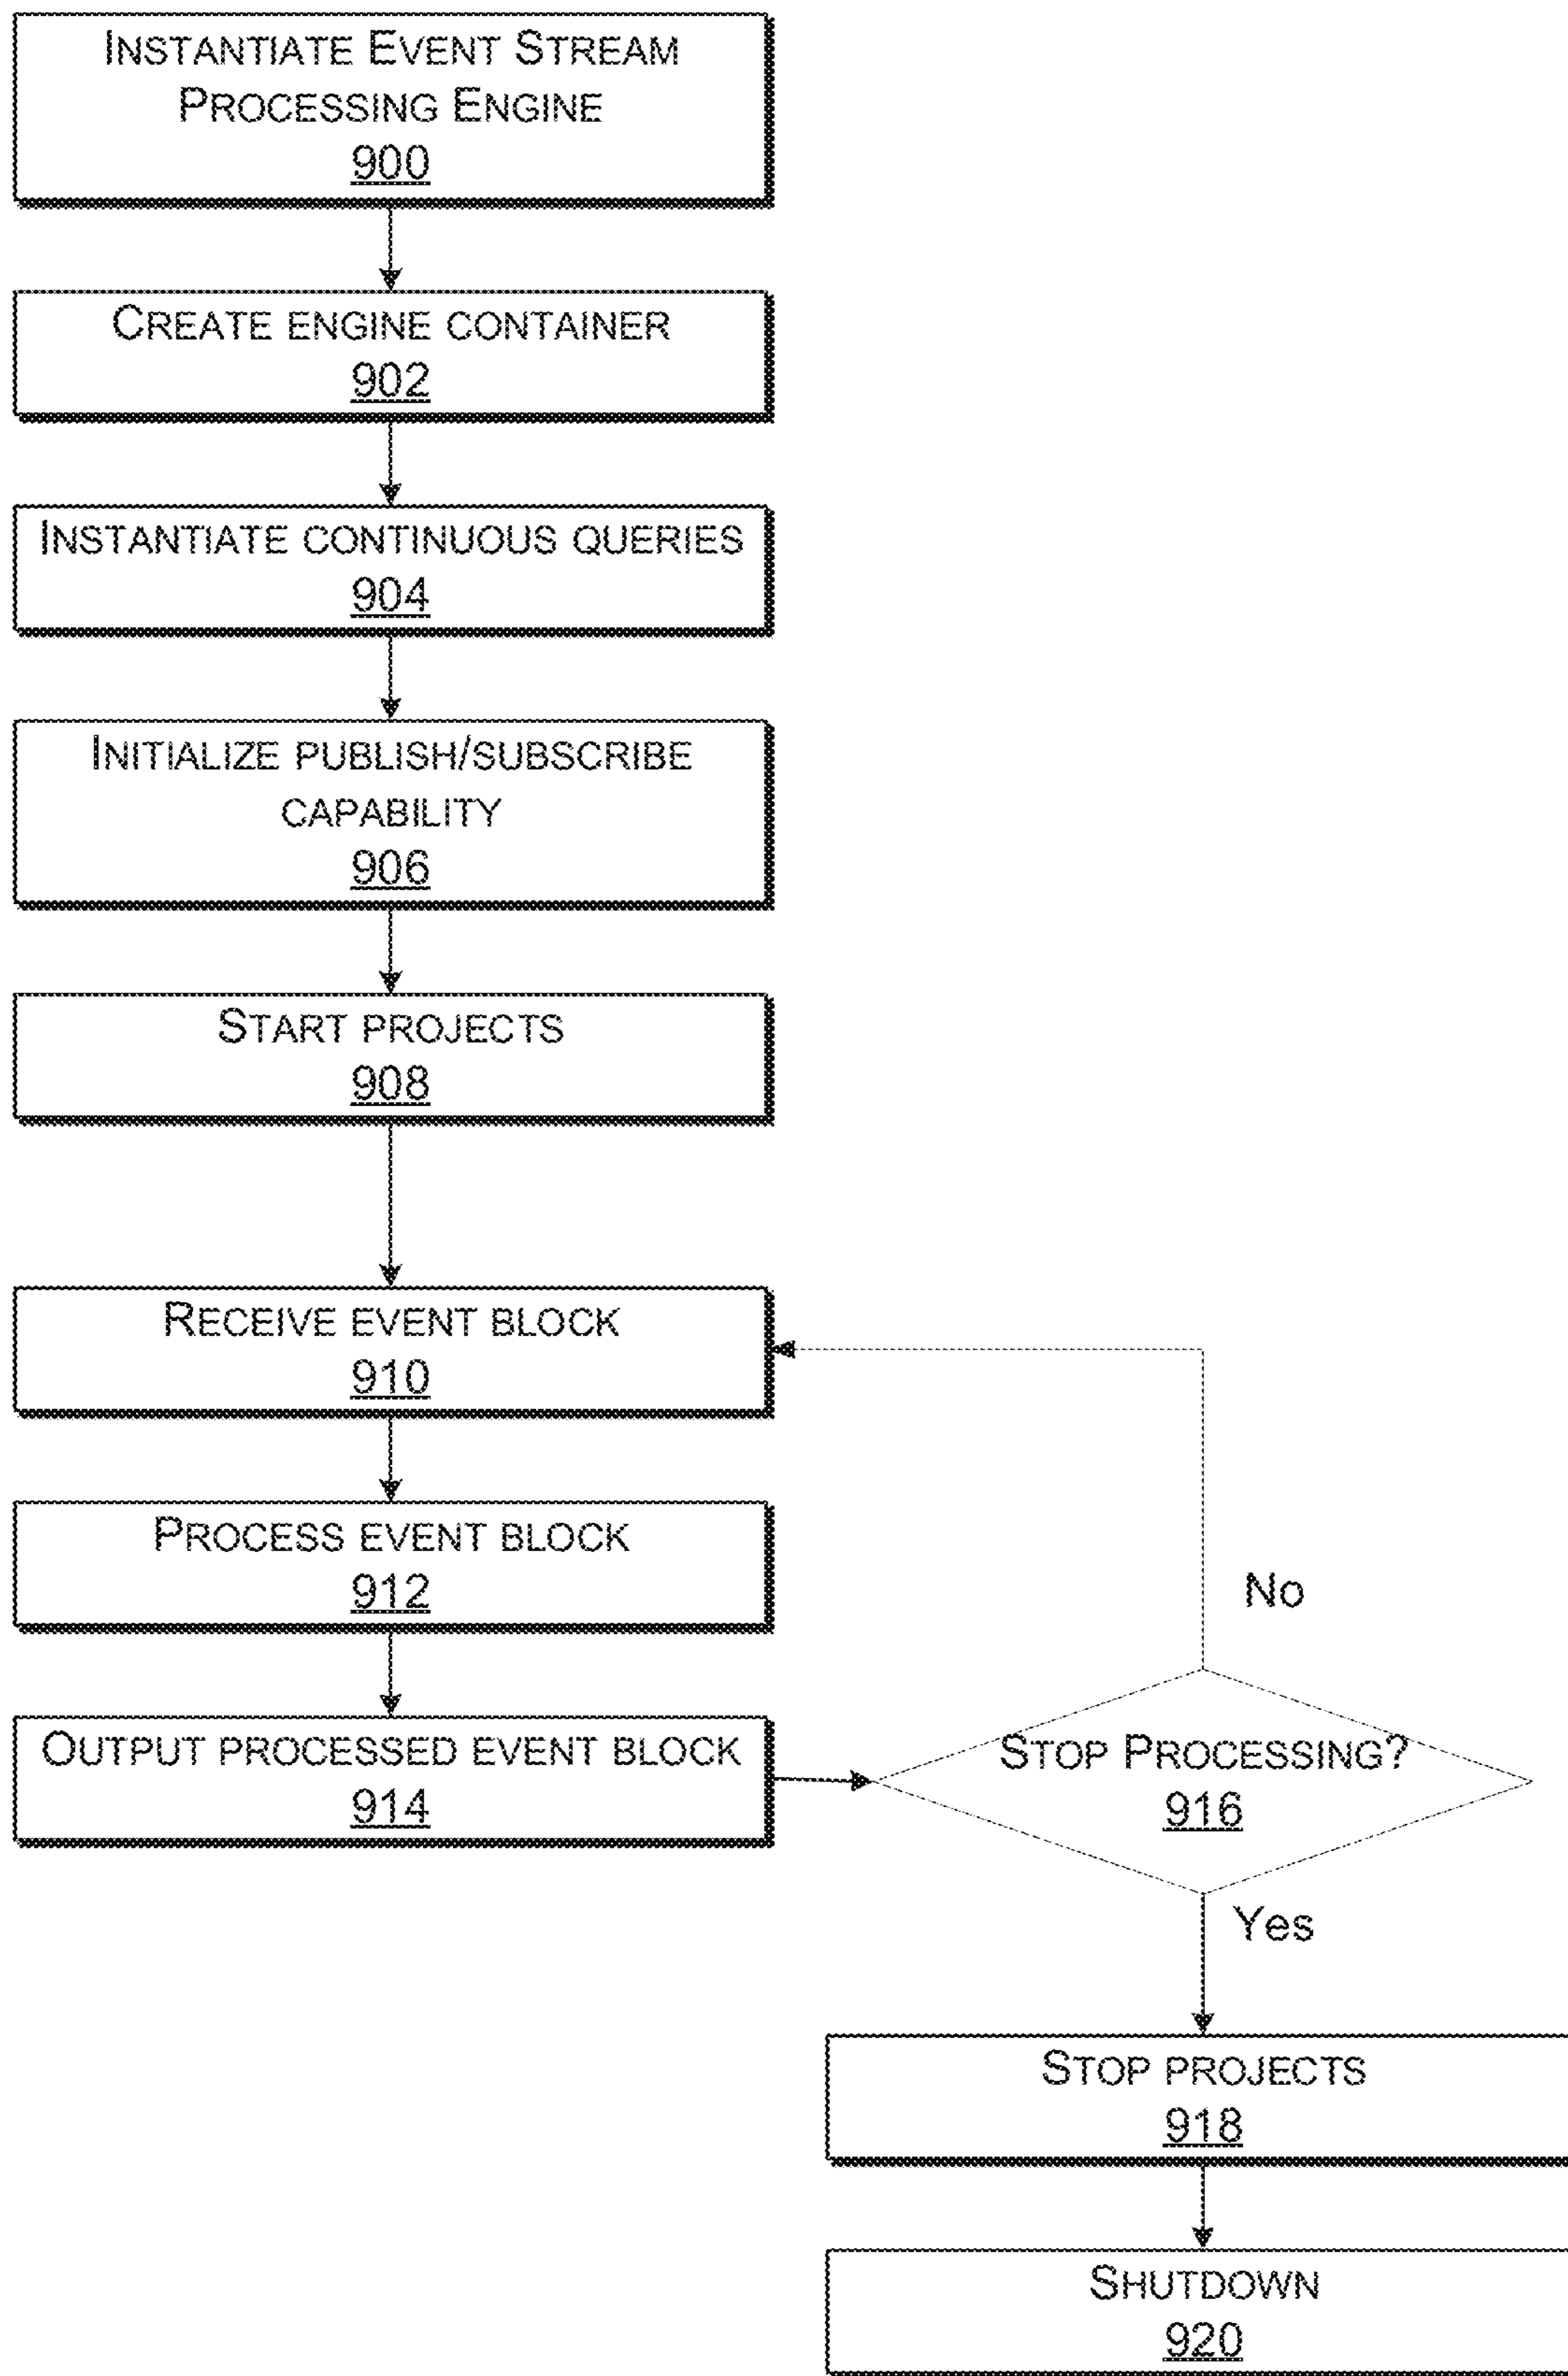 INSTANTIATE EVENT STREAM
PROCESSING ENGINE
900
CREATE ENGINE CONTAINER
902
INSTANTIATE CONTINUOUS QUERIES
904
INITIALIZE PUBLISH/SUBSCRIBE
CAPABILITY
906
START PROJECTS
908
RECEIVE EVENT BLOCK
910
PROCESS EVENT BLOCK
912
OUTPUT PROCESSED EVENT BLOCK
914
No
STOP PROCESSING?
916
Yes
STOP PROJECTS
918
SHUTDOWN
920